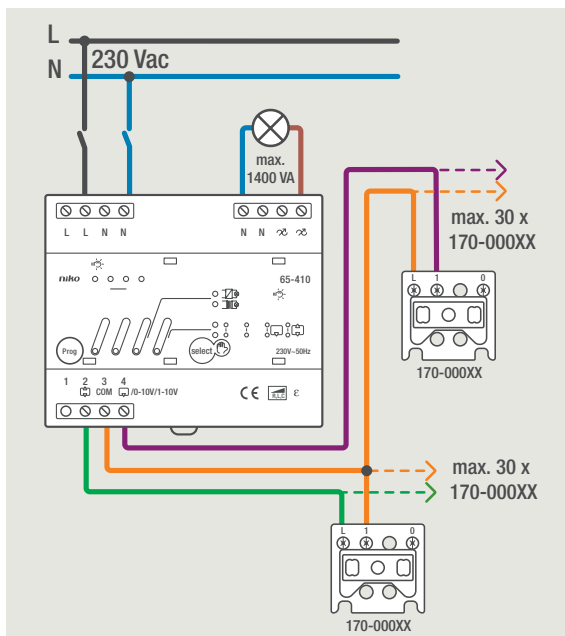 L
N 230 Vac
max.
1400 VA
L L N N
N N
niko
65-410
max. 30 x
170-000XX
L 1 0
170-000XX
Prog
select
230V~50Hz
1 2 3 4
COM /0-10V/1-10V
CE R,L,C ε
max. 30 x
170-000XX
L 1 0
170-000XX